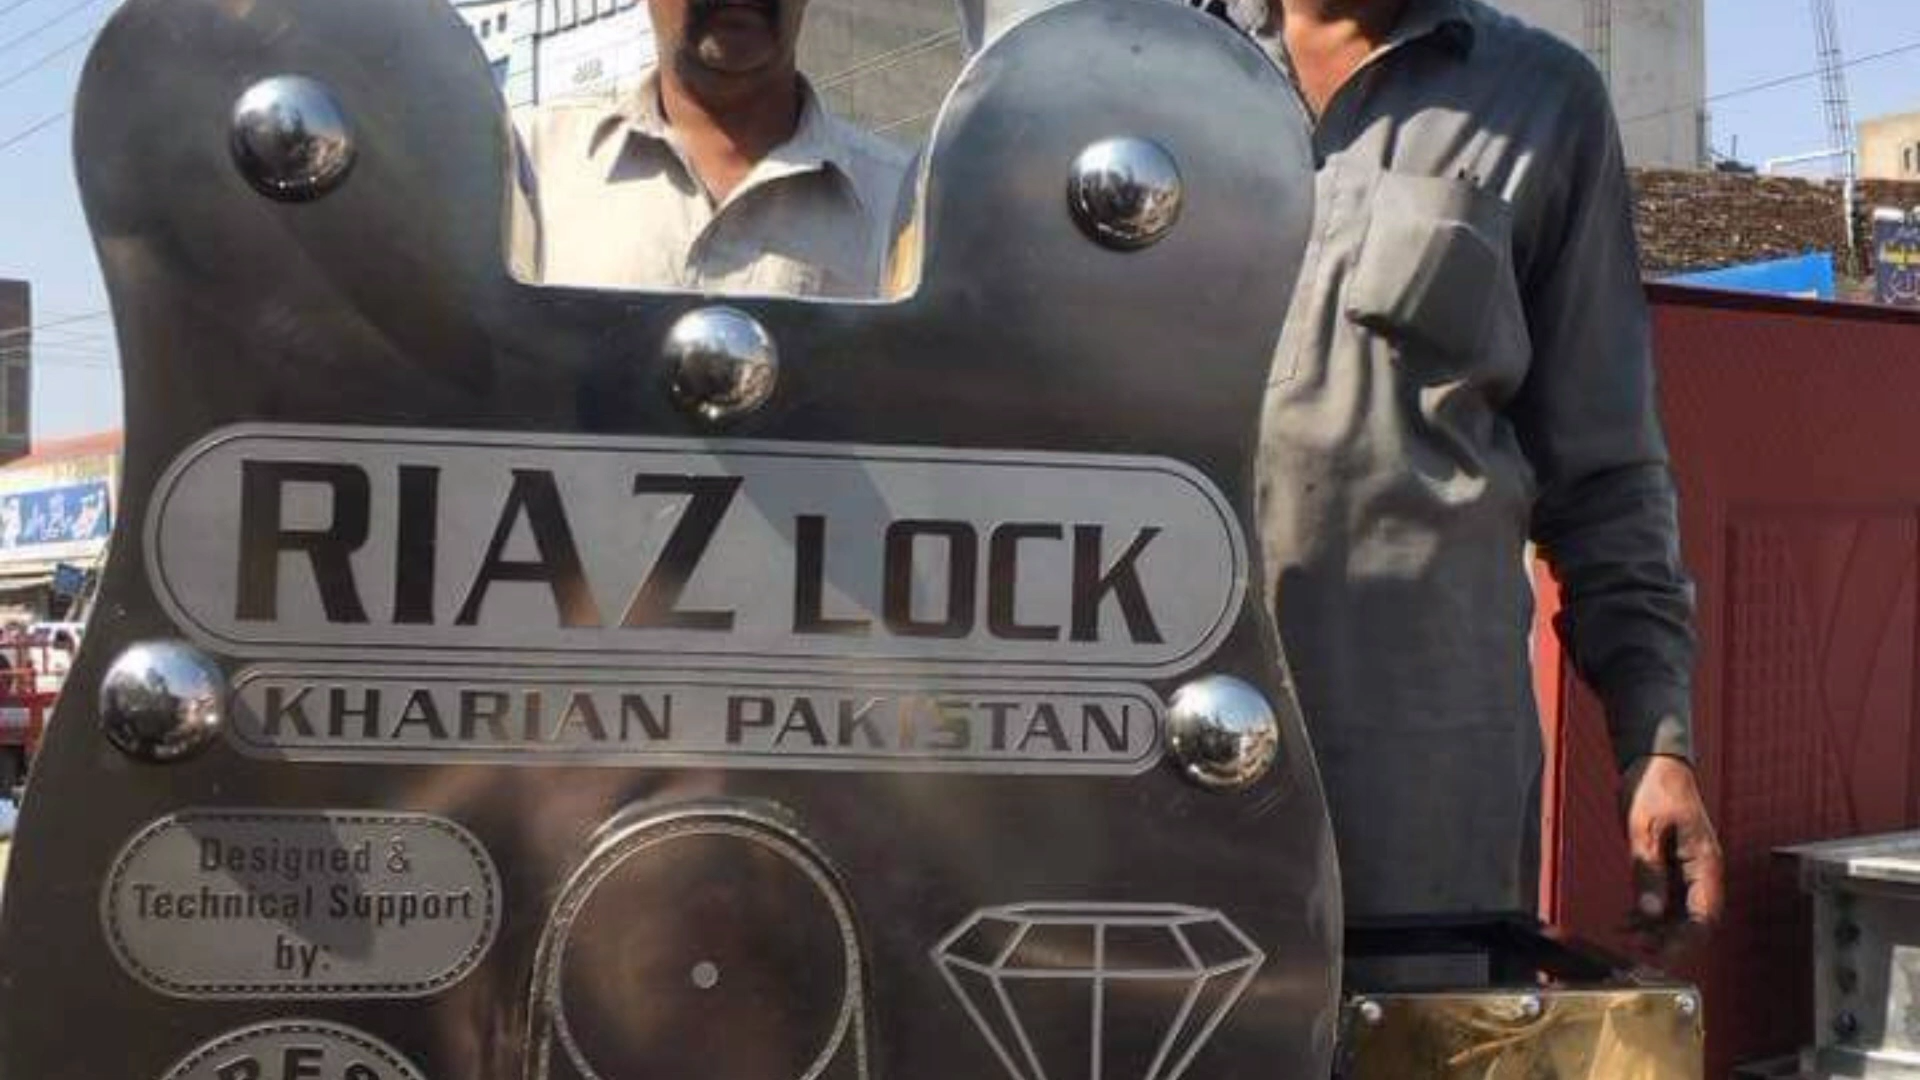 RIAZ LOCK
KHARIAN PAKISTAN
Designed &
Technical Support
by: